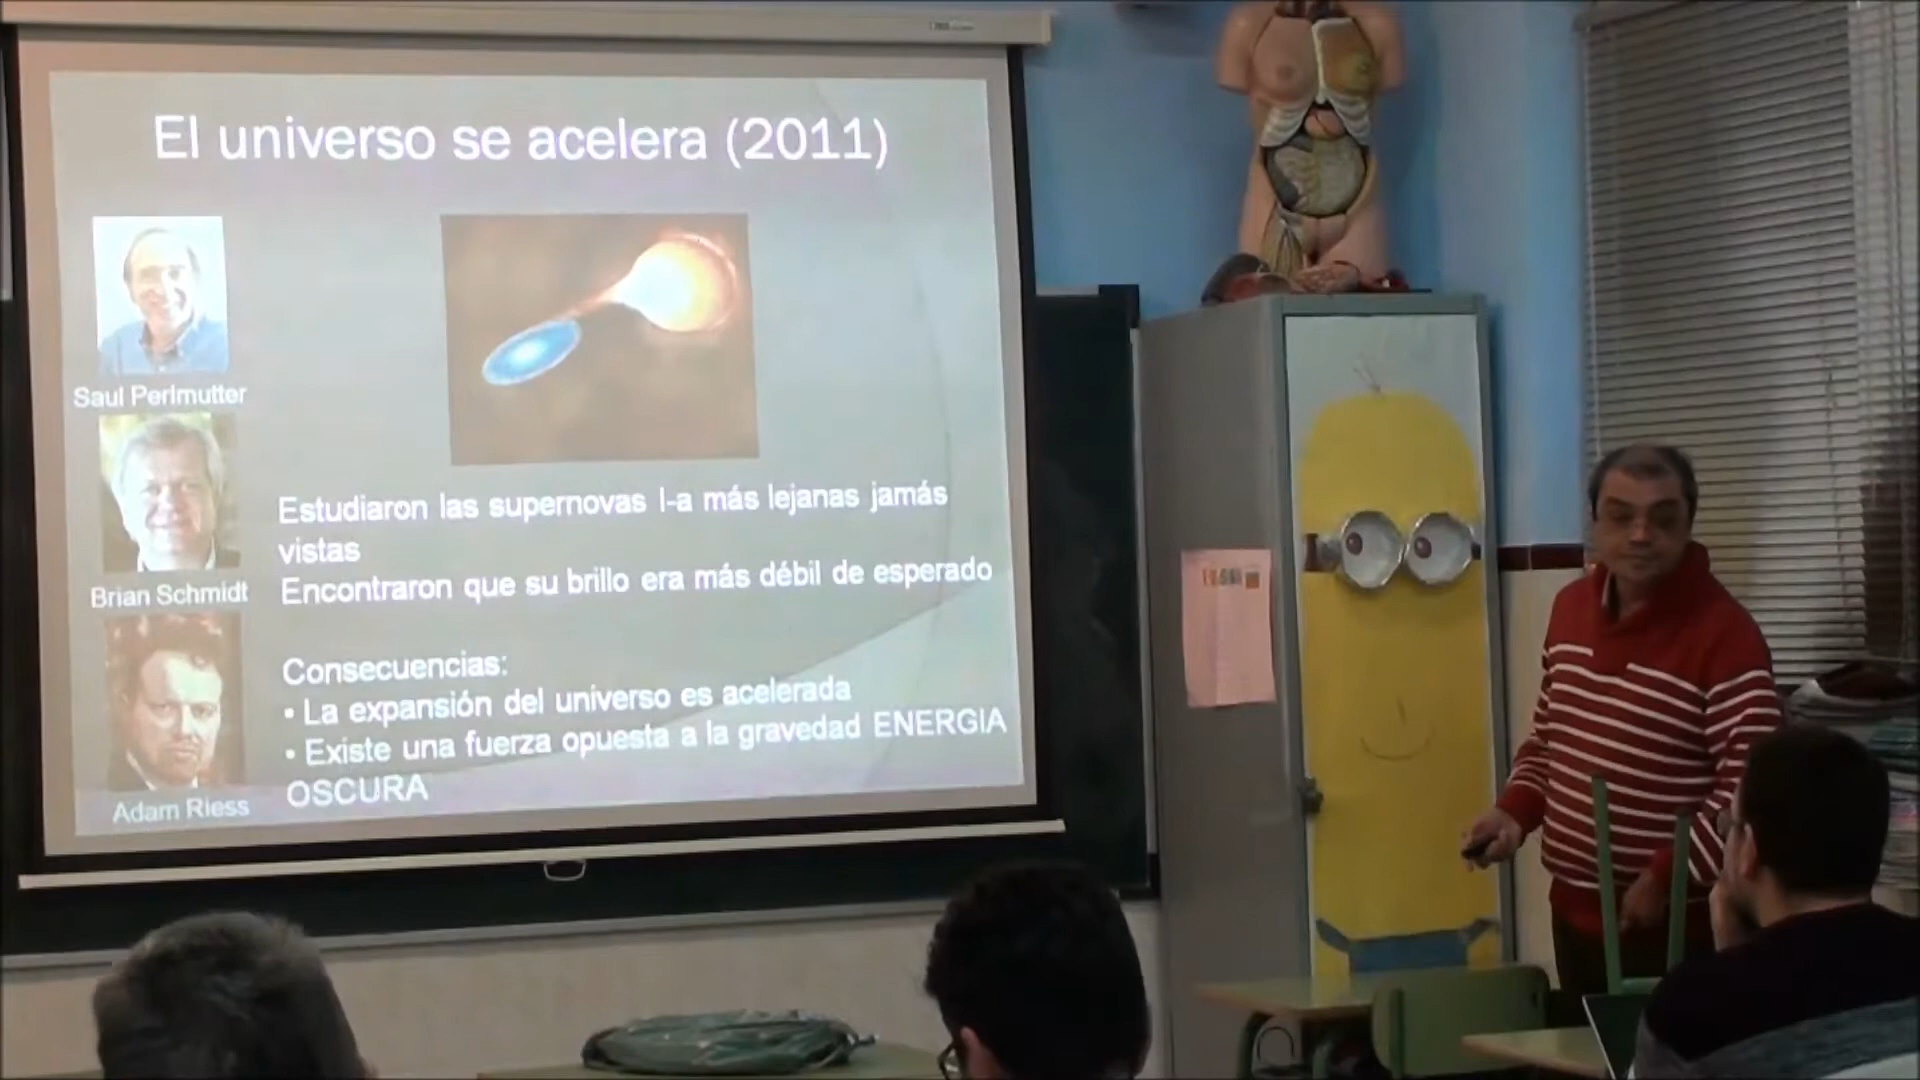 El universo se acelera (2011)
Saul Perlmutter
Brian Schmidt
Adam Riess
Estudiaron las supernovas I-a más lejanas jamás
vistas
Encontraron que su brillo era más débil de esperado
Consecuencias:
• La expansión del universo es acelerada
• Existe una fuerza opuesta a la gravedad ENERGIA
OSCURA